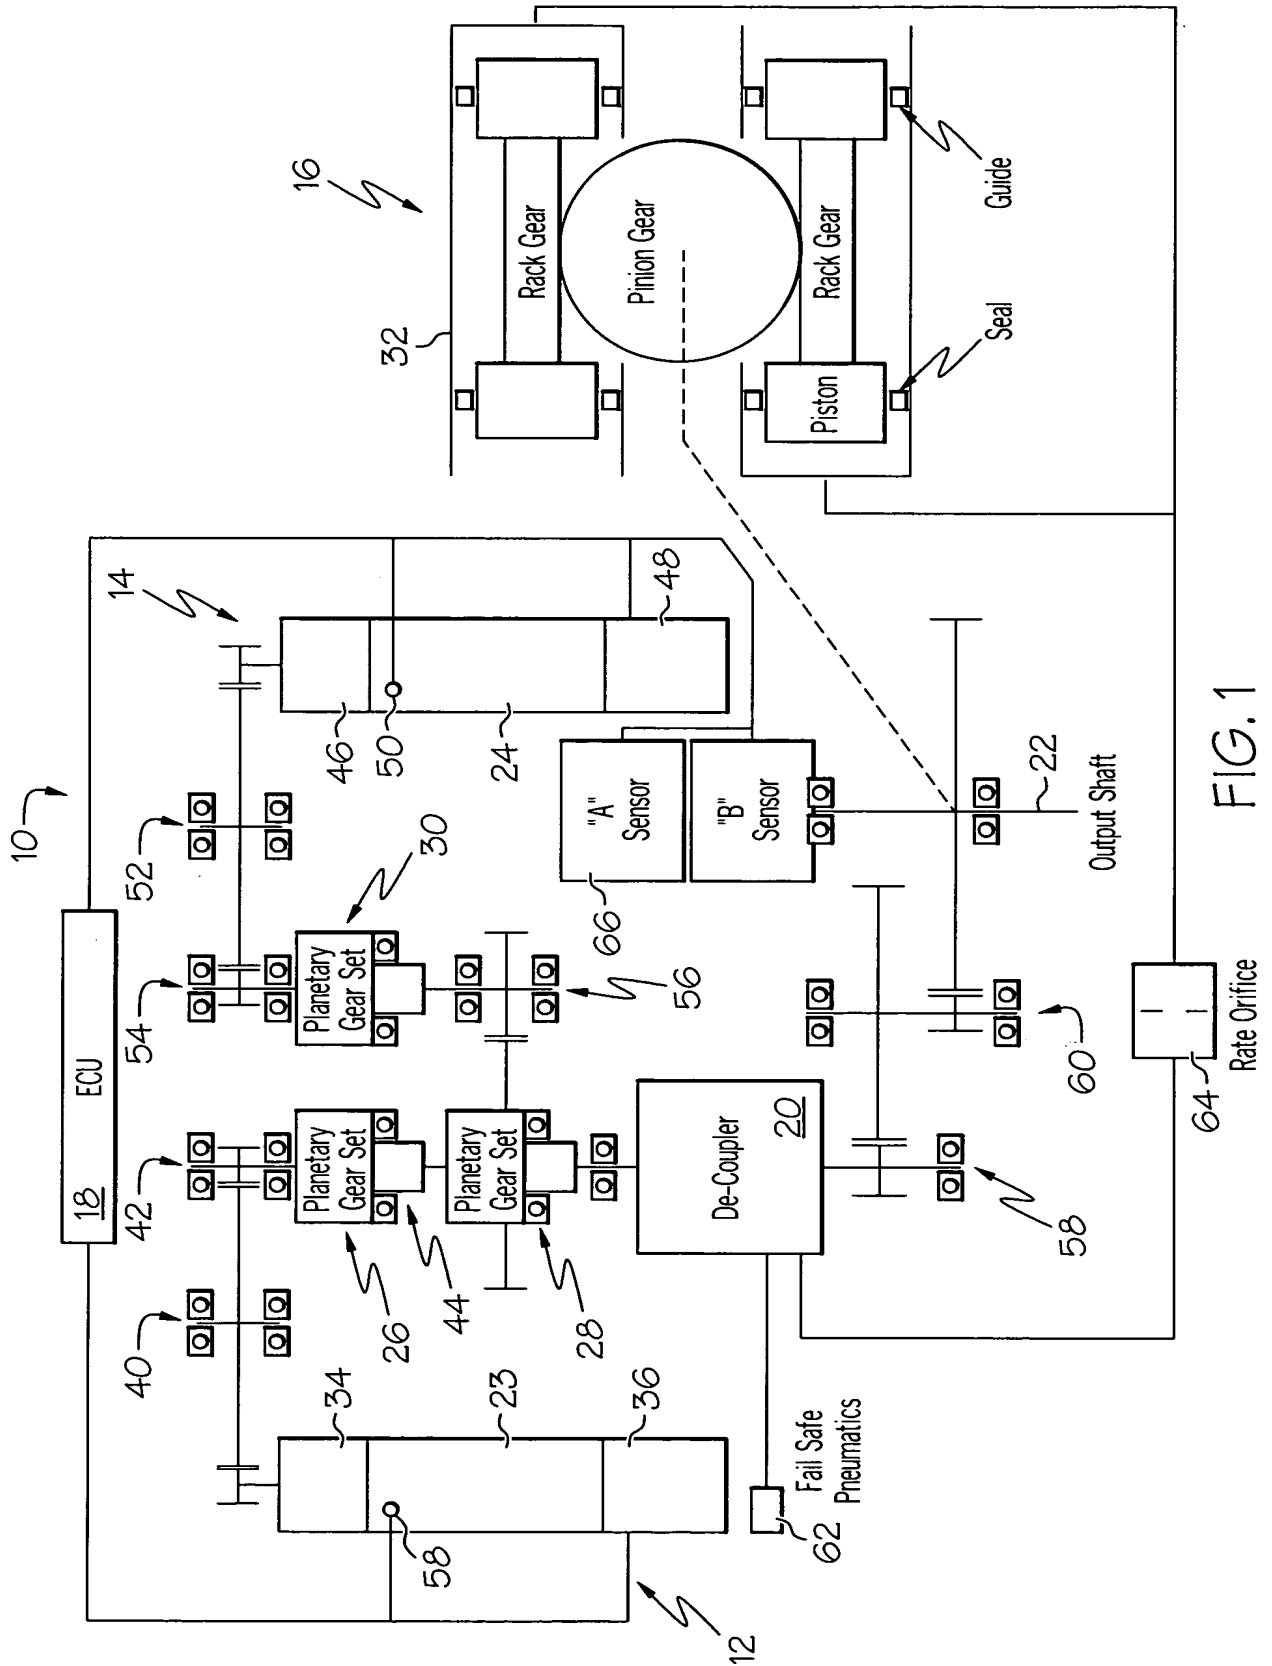 10
18
ECU
40
42
54
52
14
16
Planetary
Gear Set
Planetary
Gear Set
30
26
44
34
58
46
50
32
Planetary
Gear Set
28
23
24
Rack Gear
56
36
48
"A"
Sensor
66
Pinion Gear
12
De-Coupler
20
"B"
Sensor
Fail Safe
Pneumatics
62
Piston
Rack Gear
58
60
22
Output Shaft
Seal
Guide
64
Rate Orifice
FIG. 1